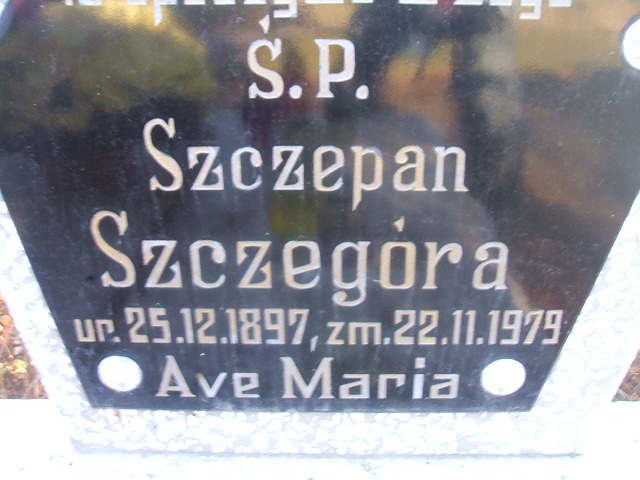 Ś.P.
Szczepan
Szczegóra
ur. 25.12.1897, zm. 22.11.1979
Ave Maria